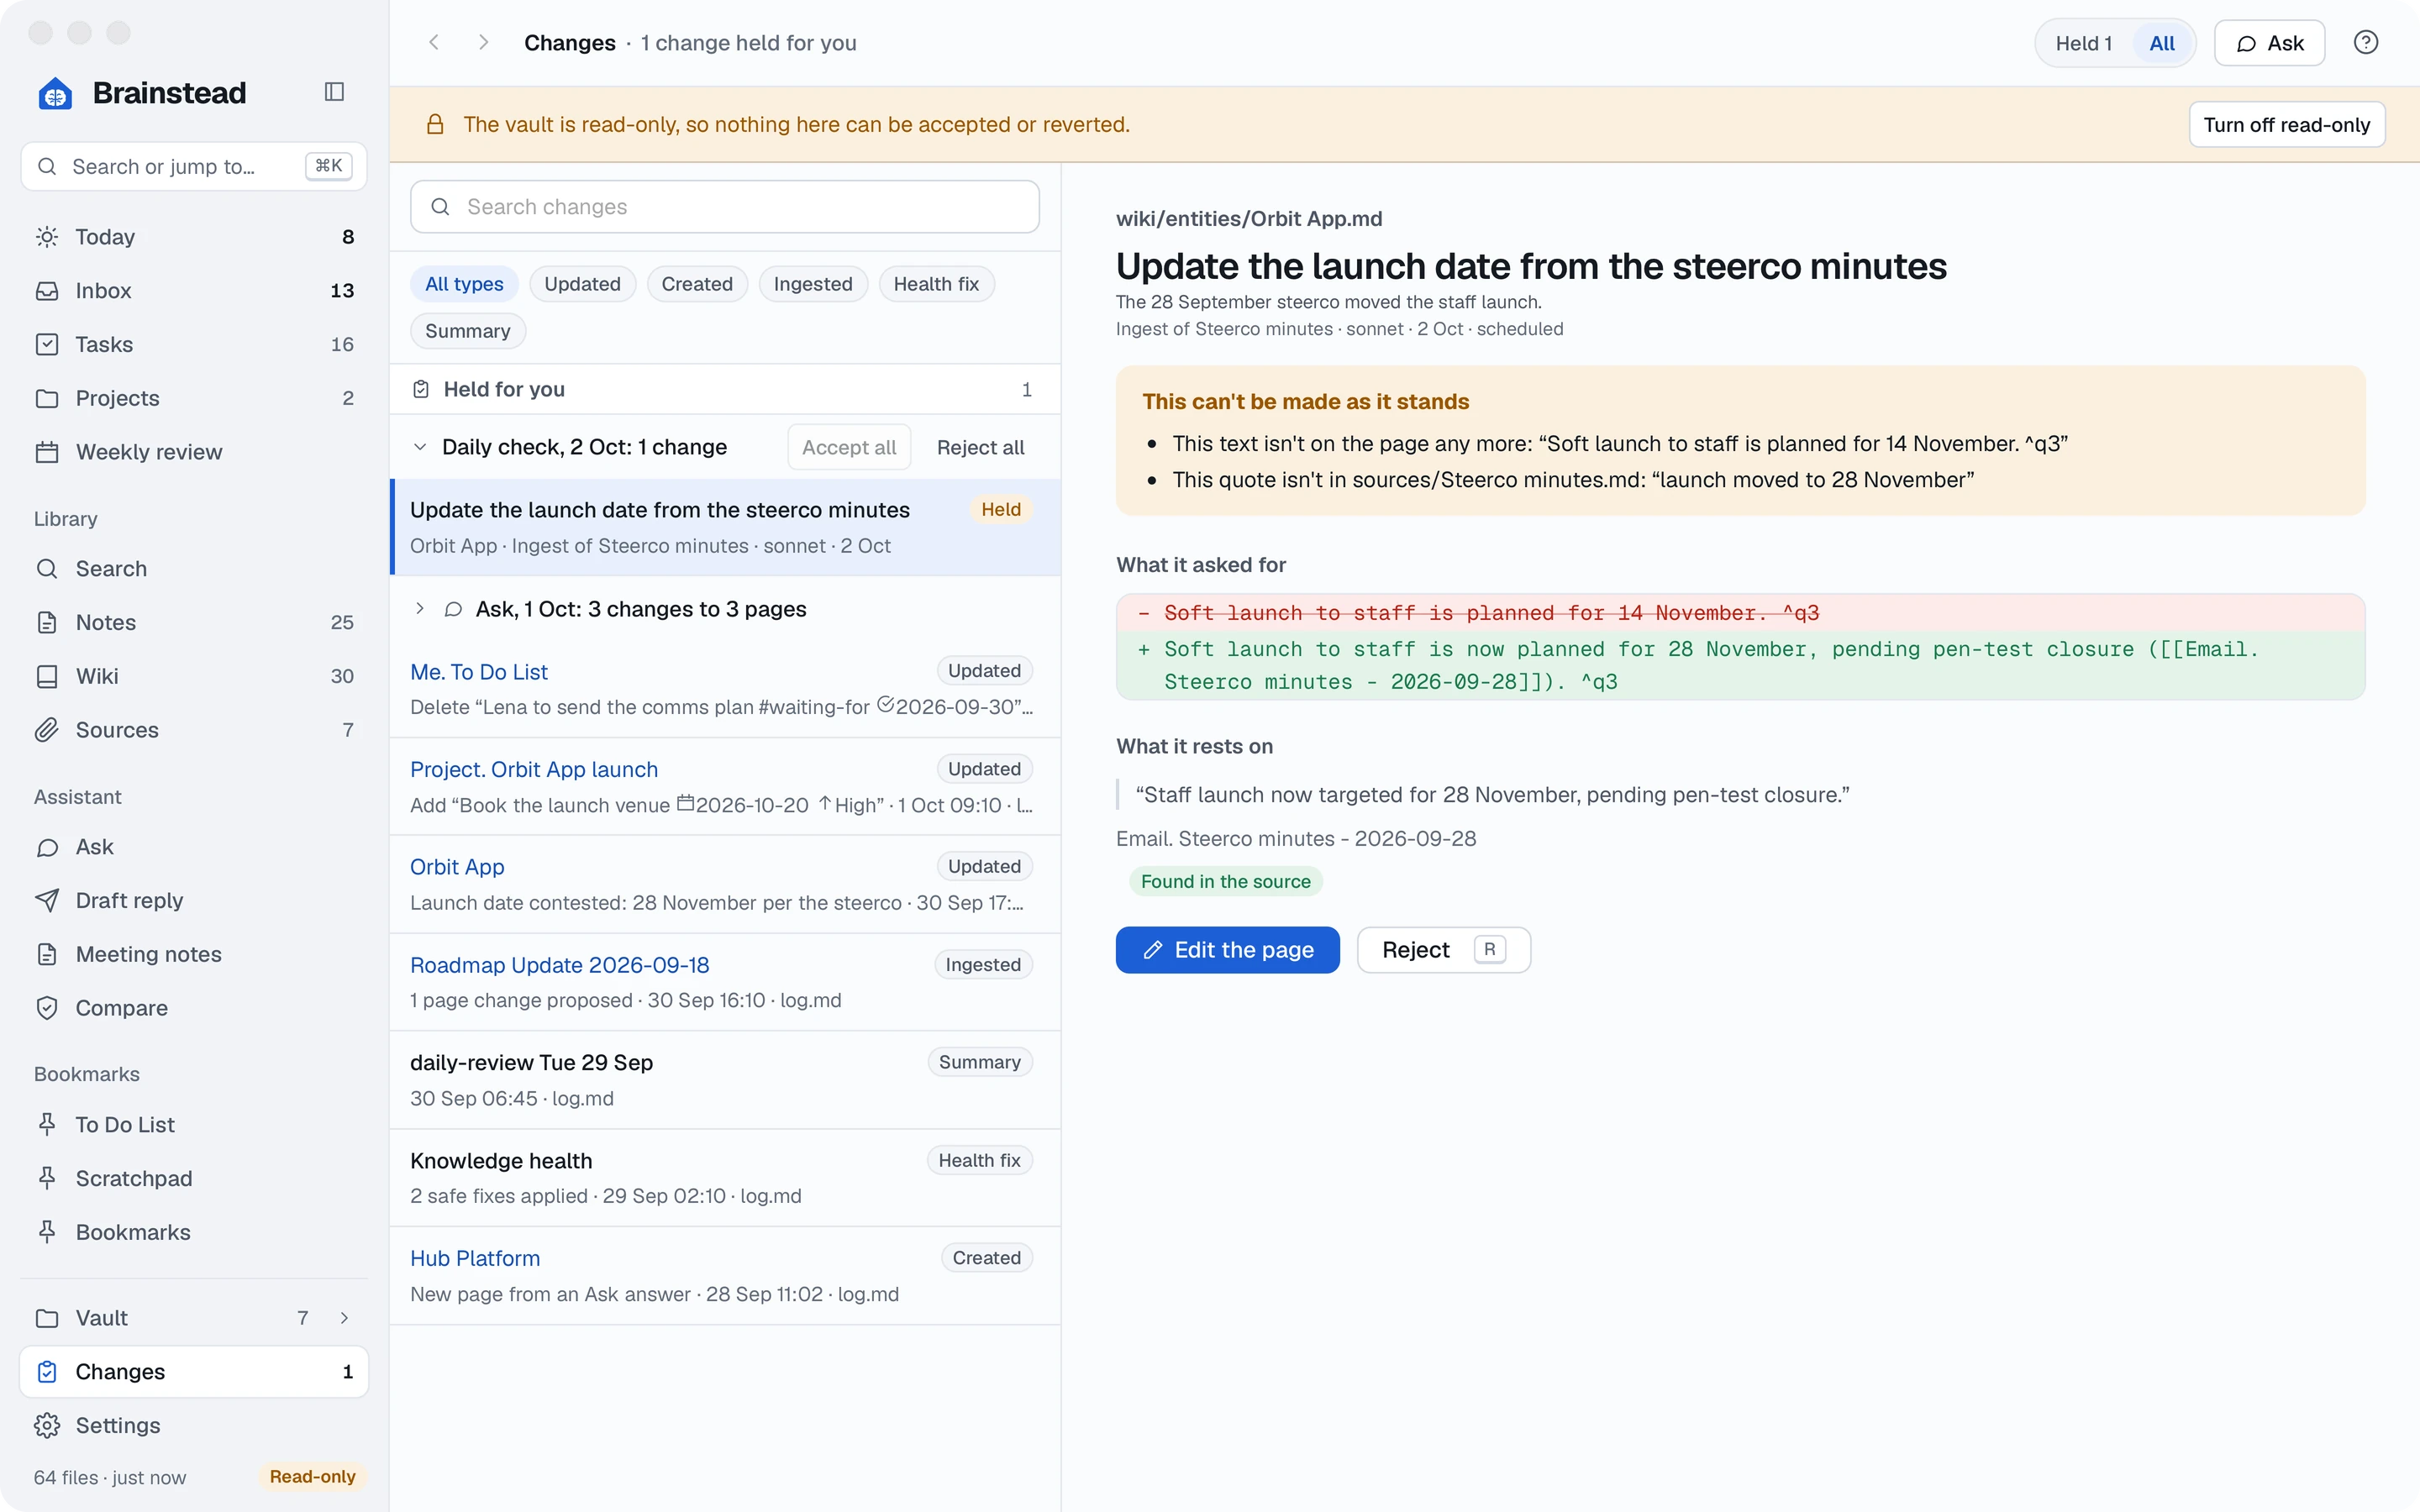 Brainstead
Search or jump to… ⌘K
Today 8
Inbox 13
Tasks 16
Projects 2
Weekly review
Library
Search
Notes 25
Wiki 30
Sources 7
Assistant
Ask
Draft reply
Meeting notes
Compare
Bookmarks
To Do List
Scratchpad
Bookmarks
Vault 7
Changes 1
Settings
64 files · just now Read-only
Changes · 1 change held for you
Held 1 All Ask
The vault is read-only, so nothing here can be accepted or reverted. Turn off read-only
Search changes
All types Updated Created Ingested Health fix
Summary
Held for you 1
Daily check, 2 Oct: 1 change Accept all Reject all
Update the launch date from the steerco minutes Held
Orbit App · Ingest of Steerco minutes · sonnet · 2 Oct
Ask, 1 Oct: 3 changes to 3 pages
Me. To Do List Updated
Delete “Lena to send the comms plan #waiting-for 2026-09-30”…
Project. Orbit App launch Updated
Add “Book the launch venue 2026-10-20 High” · 1 Oct 09:10 · l…
Orbit App Updated
Launch date contested: 28 November per the steerco · 30 Sep 17:…
Roadmap Update 2026-09-18 Ingested
1 page change proposed · 30 Sep 16:10 · log.md
daily-review Tue 29 Sep Summary
30 Sep 06:45 · log.md
Knowledge health Health fix
2 safe fixes applied · 29 Sep 02:10 · log.md
Hub Platform Created
New page from an Ask answer · 28 Sep 11:02 · log.md
wiki/entities/Orbit App.md
Update the launch date from the steerco minutes
The 28 September steerco moved the staff launch.
Ingest of Steerco minutes · sonnet · 2 Oct · scheduled
This can't be made as it stands
• This text isn't on the page any more: “Soft launch to staff is planned for 14 November. ^q3”
• This quote isn't in sources/Steerco minutes.md: “launch moved to 28 November”
What it asked for
- Soft launch to staff is planned for 14 November. ^q3
+ Soft launch to staff is now planned for 28 November, pending pen-test closure ([[Email.
Steerco minutes - 2026-09-28]]). ^q3
What it rests on
“Staff launch now targeted for 28 November, pending pen-test closure.”
Email. Steerco minutes - 2026-09-28
Found in the source
Edit the page Reject R